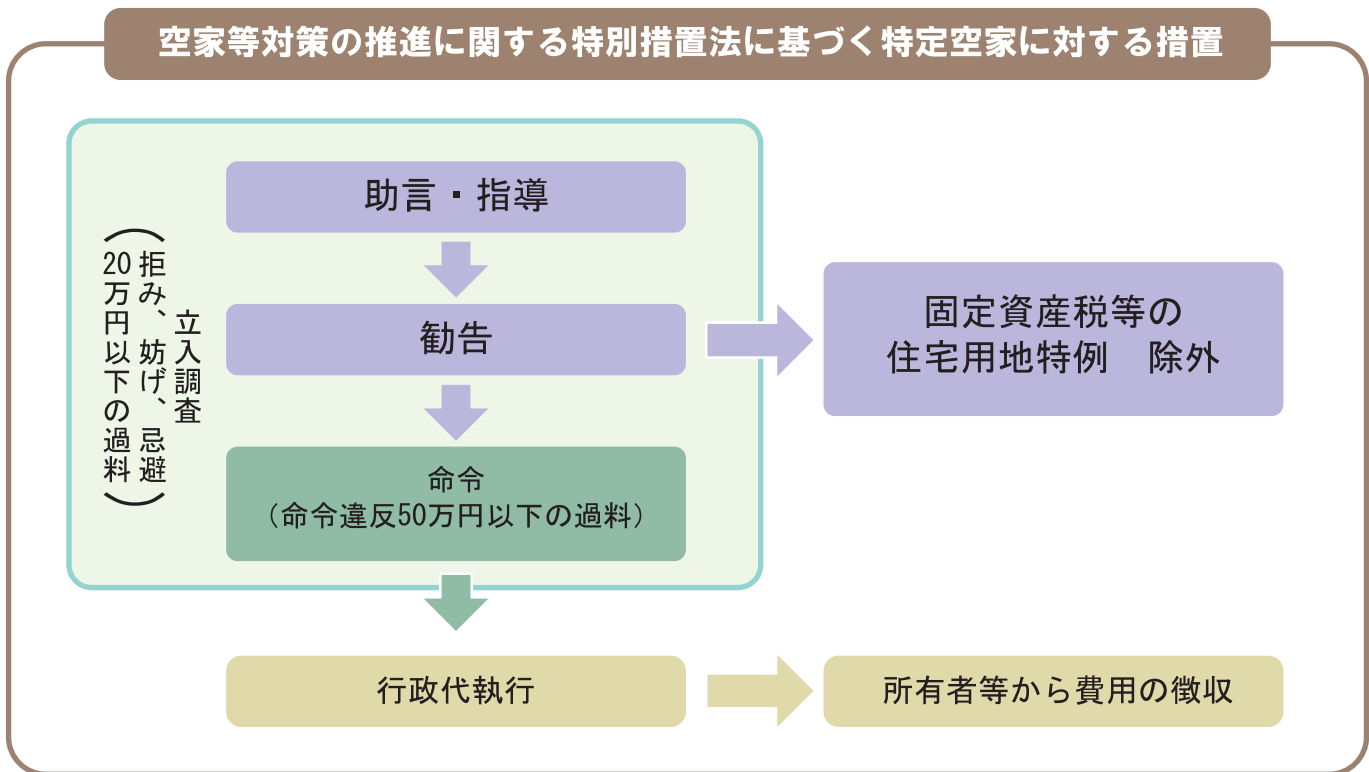 空家等対策の推進に関する特別措置法に基づく特定空家に対する措置
立入調査
（拒み、妨げ、忌避
20万円以下の過料）
助言・指導
勧告
固定資産税等の
住宅用地特例　除外
命令
（命令違反50万円以下の過料）
行政代執行
所有者等から費用の徴収